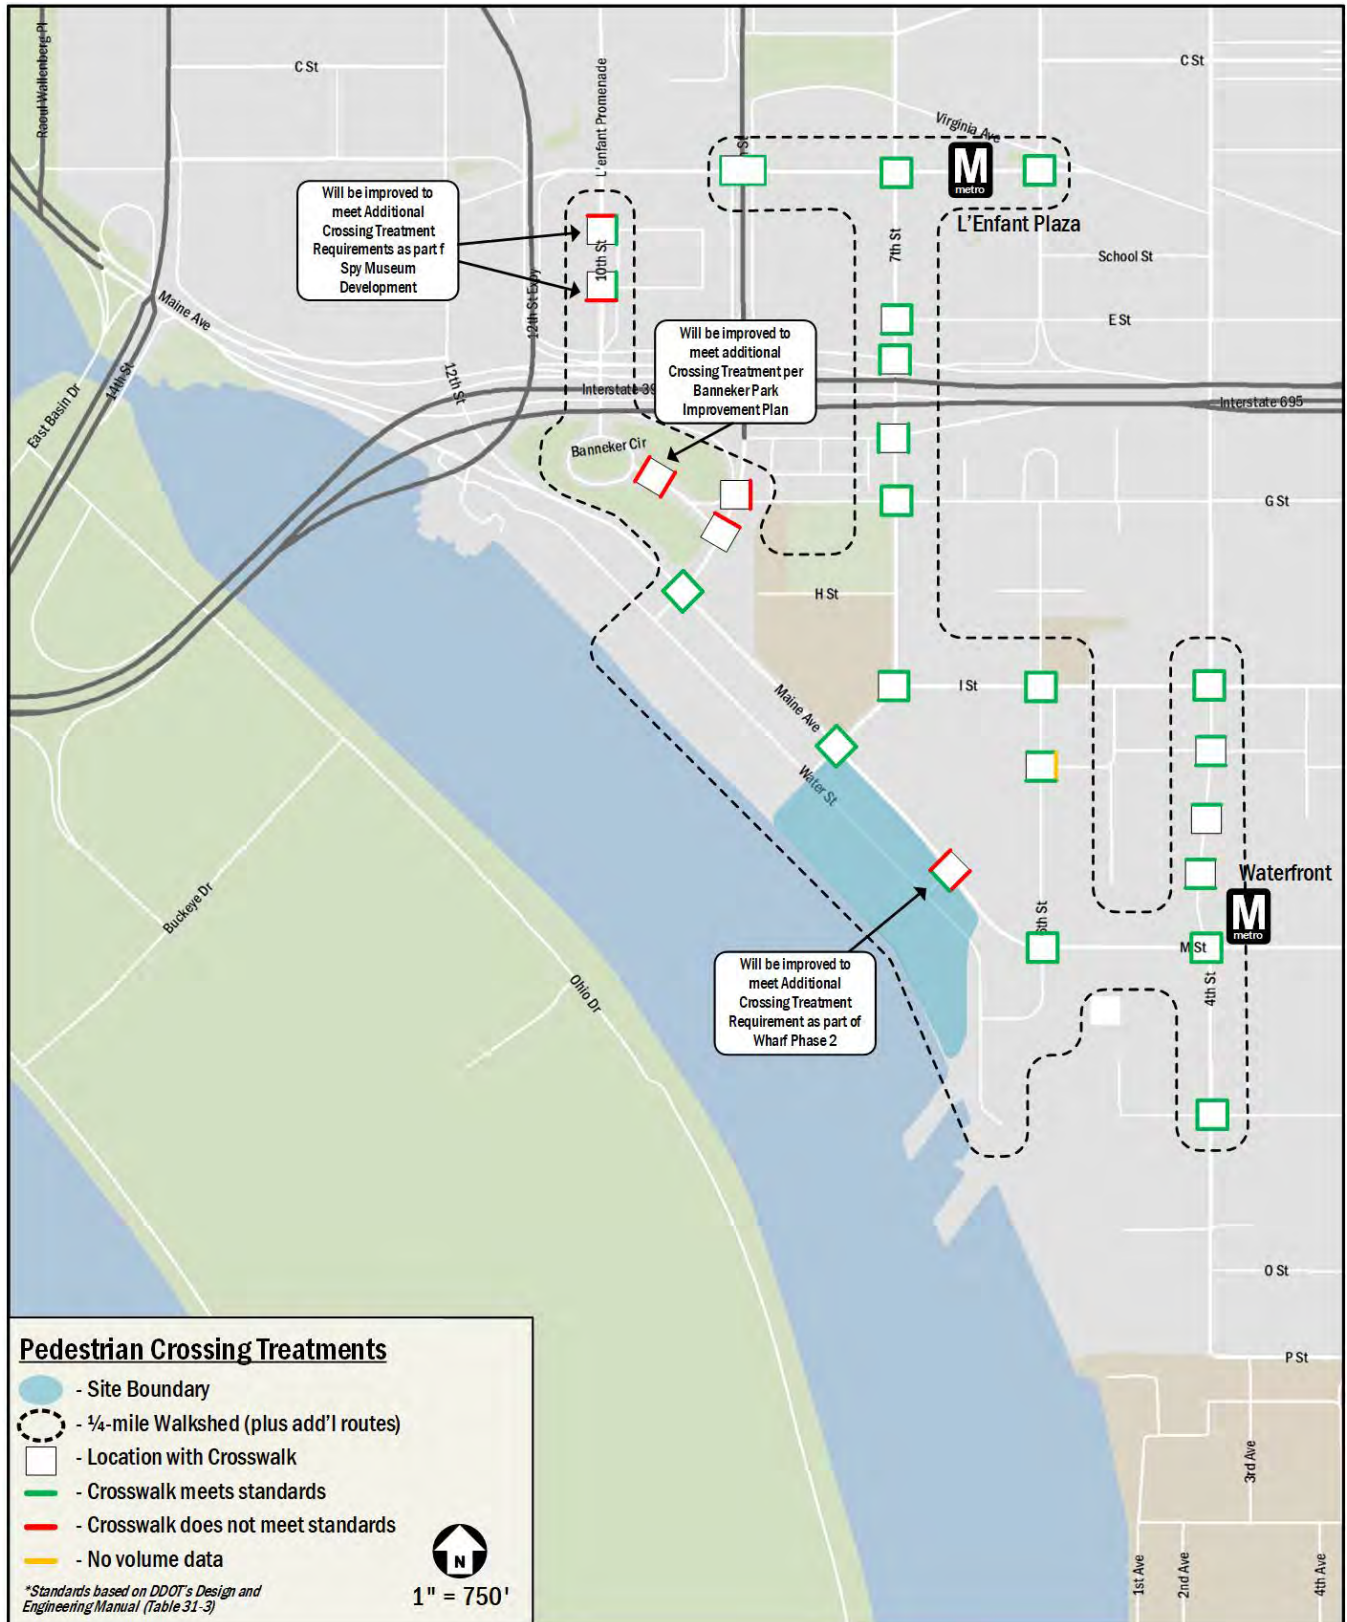 Raoul Wallenberg Pl
C St
L'enfant Promenade
C St
Virginia Ave
M
metro
L'Enfant Plaza
Will be improved to
meet Additional
Crossing Treatment
Requirements as part f
Spy Museum
Development
10th St
7th St
School St
E St
12th St Expy
Maine Ave
14th St
East Basin Dr
12th St
Will be improved to
meet additional
Crossing Treatment per
Banneker Park
Improvement Plan
Interstate 39
Interstate 695
Banneker Cir
G St
H St
I St
Maine Ave
Water St
Waterfront
M
metro
M St
4th St
Buckeye Dr
Ohio Dr
Will be improved to
meet Additional
Crossing Treatment
Requirement as part of
Wharf Phase 2
O St
P St
3rd Ave
1st Ave
2nd Ave
4th Ave
Pedestrian Crossing Treatments
- Site Boundary
- ¼-mile Walkshed (plus add'l routes)
- Location with Crosswalk
- Crosswalk meets standards
- Crosswalk does not meet standards
- No volume data
N
1" = 750'
*Standards based on DDOT's Design and
Engineering Manual (Table 31-3)